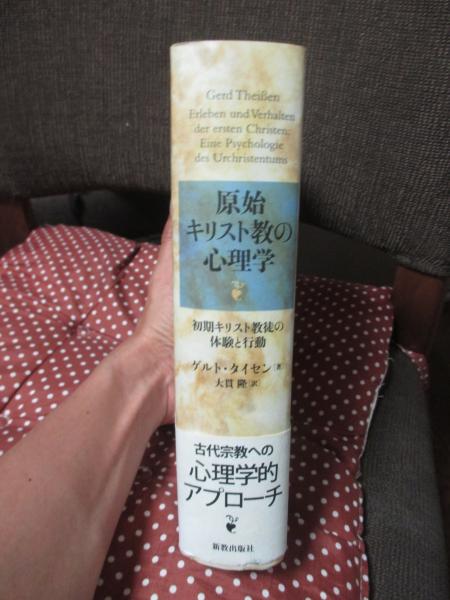 Gerd Theißen
Erleben und Verhalten
der ersten Christen:
Eine Psychologie
des Urchristentums
原始
キリスト教の
心理学
初期キリスト教徒の
体験と行動
ゲルト・タイセン(著)
大貫 隆(訳)
古代宗教への
心理学的
アプローチ
新教出版社